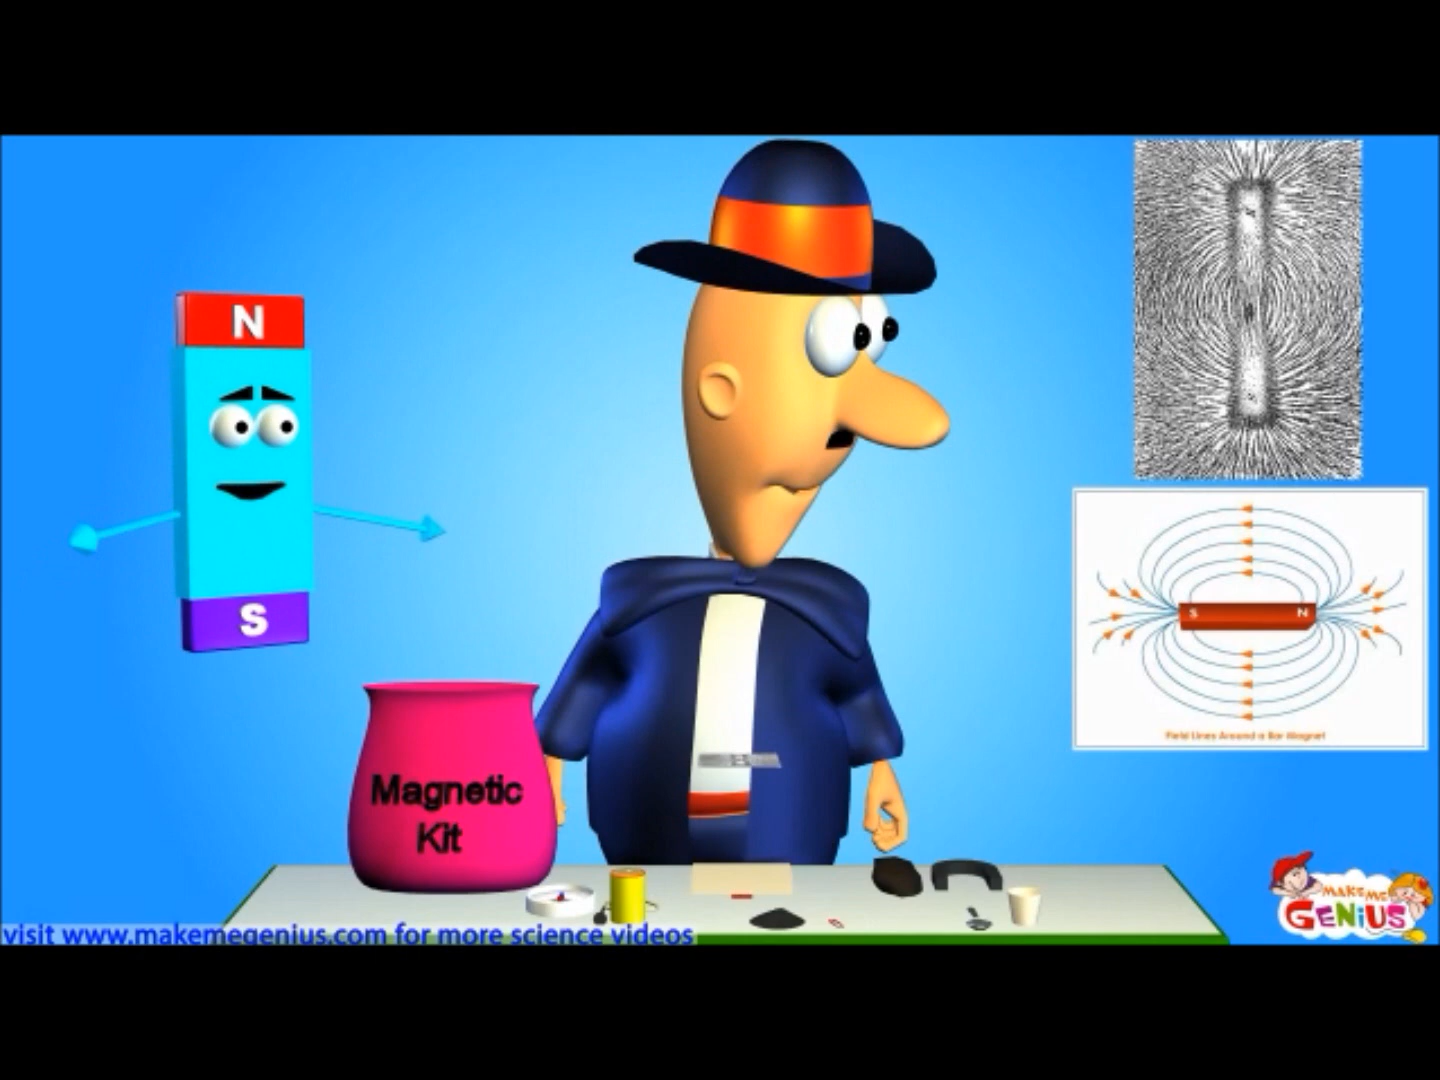 N
S
Magnetic
Kit
S N
Field Lines Around a Bar Magnet
MAKE ME
GENiUS
visit www.makemegenius.com for more science videos